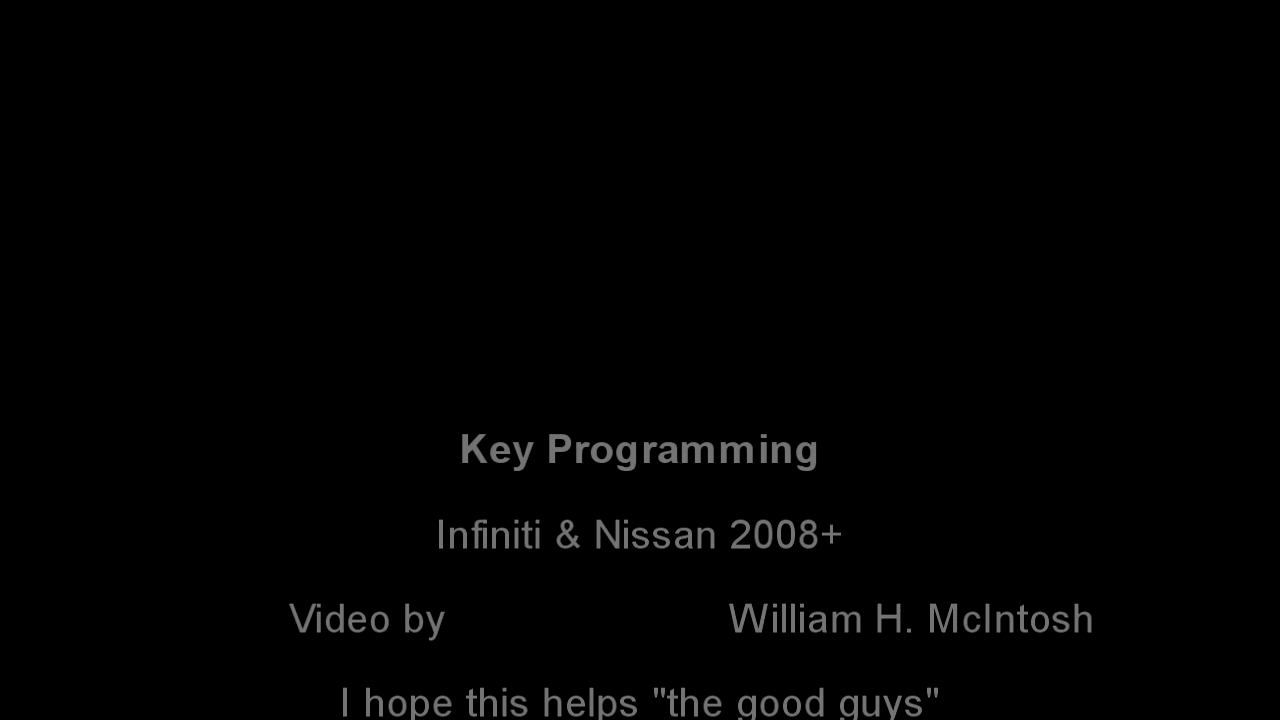 Key Programming
Infiniti & Nissan 2008+
Video by William H. McIntosh
I hope this helps "the good guys"